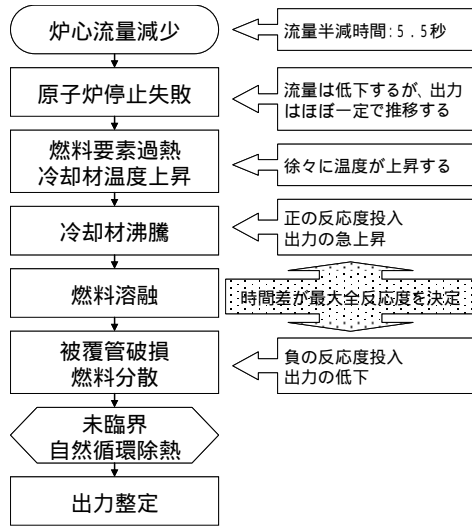 炉心流量減少
流量半減時間:5.5秒
原子炉停止失敗
流量は低下するが、出力
はほぼ一定で推移する
燃料要素過熱
冷却材温度上昇
徐々に温度が上昇する
冷却材沸騰
正の反応度投入
出力の急上昇
燃料溶融
時間差が最大全反応度を決定
被覆管破損
燃料分散
負の反応度投入
出力の低下
未臨界
自然循環除熱
出力整定